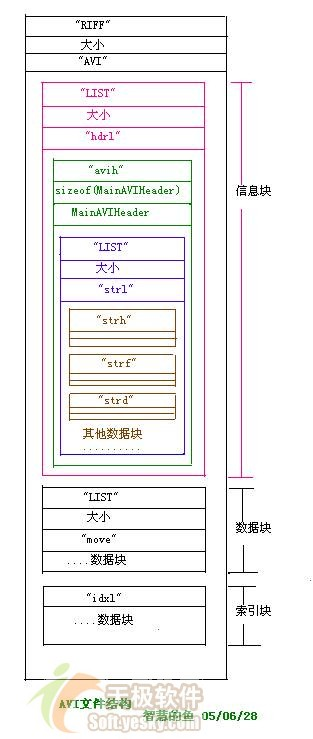 "RIFF"
大小
"AVI"
"LIST"
大小
"hdrl"
"avih"
sizeof(MainAVIHeader)
MainAVIHeader
"LIST"
大小
"strl"
"strh"
"strf"
"strd"
其他数据块
..........
信息块
"LIST"
大小
"move"
....数据块
数据块
"idxl"
....数据块
索引块
AVI文件结构
智慧的鱼 05/06/28
天极软件
Soft.yesky.com